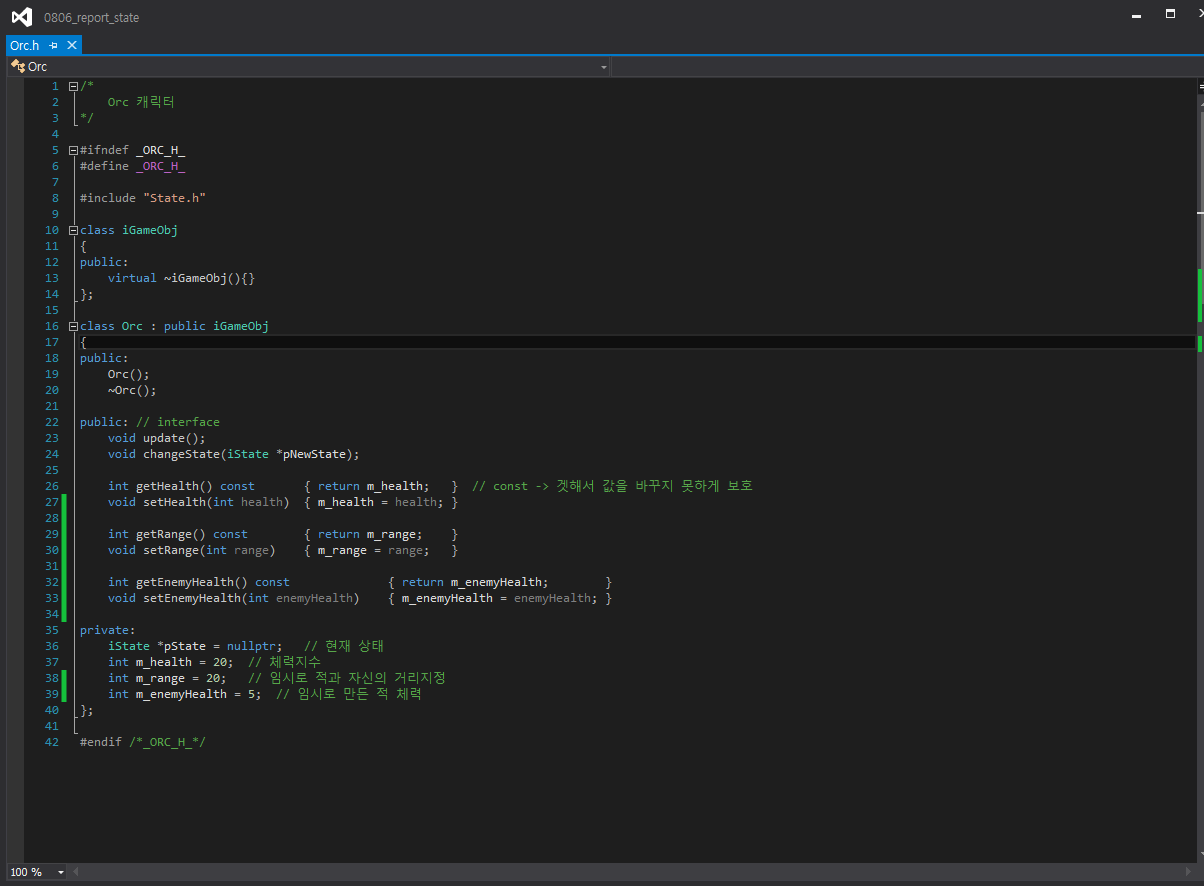 0806_report_state
Orc.h
Orc
1 /*
2     Orc 캐릭터
3 */
4
5 #ifndef _ORC_H_
6 #define _ORC_H_
7
8 #include "State.h"
9
10 class iGameObj
11 {
12 public:
13     virtual ~iGameObj(){}
14 };
15
16 class Orc : public iGameObj
17 {
18 public:
19     Orc();
20     ~Orc();
21
22 public: // interface
23     void update();
24     void changeState(iState *pNewState);
25
26     int getHealth() const       { return m_health;   }  // const -> 겟해서 값을 바꾸지 못하게 보호
27     void setHealth(int health)  { m_health = health; }
28
29     int getRange() const        { return m_range;    }
30     void setRange(int range)    { m_range = range;   }
31
32     int getEnemyHealth() const              { return m_enemyHealth;        }
33     void setEnemyHealth(int enemyHealth)    { m_enemyHealth = enemyHealth; }
34
35 private:
36     iState *pState = nullptr;   // 현재 상태
37     int m_health = 20;  // 체력지수
38     int m_range = 20;   // 임시로 적과 자신의 거리지정
39     int m_enemyHealth = 5;  // 임시로 만든 적 체력
40 };
41
42 #endif /*_ORC_H_*/
100 %